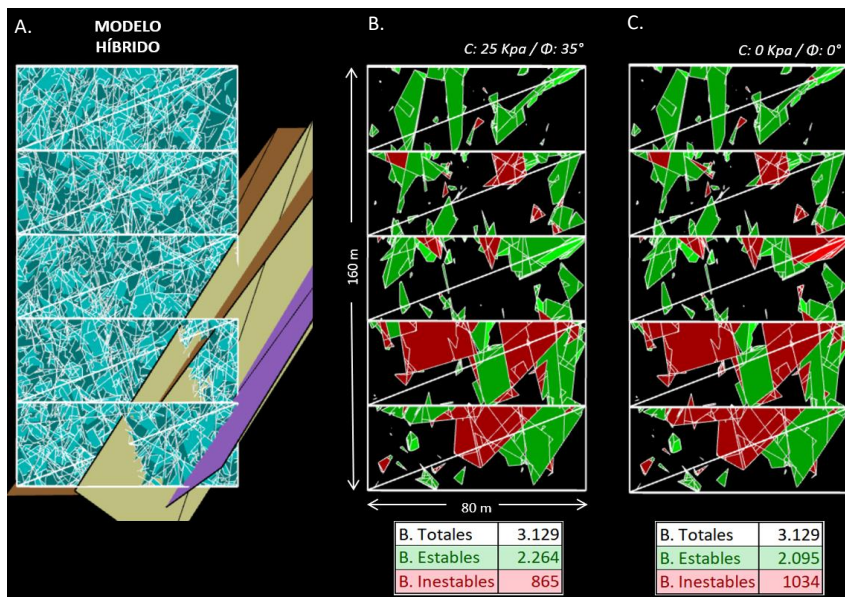 A.
MODELO
HÍBRIDO
B.
C: 25 Kpa / Φ: 35°
C.
C: 0 Kpa / Φ: 0°
160 m
80 m
B. Totales 3.129
B. Estables 2.264
B. Inestables 865
B. Totales 3.129
B. Estables 2.095
B. Inestables 1034